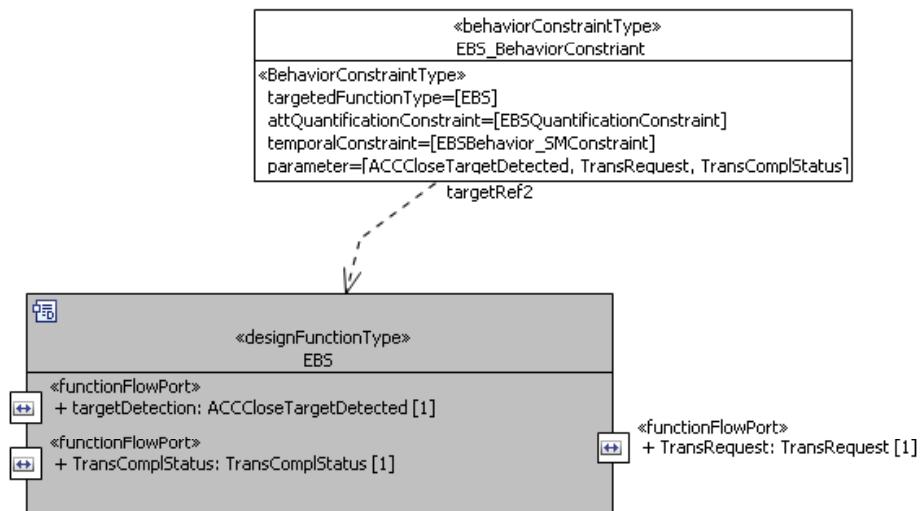 «behaviorConstraintType»
EBS_BehaviorConstriant
«BehaviorConstraintType»
targetedFunctionType=[EBS]
attQuantificationConstraint=[EBSQuantificationConstraint]
temporalConstraint=[EBSBehavior_SMConstraint]
parameter=[ACCCloseTargetDetected, TransRequest, TransComplStatus]
targetRef2
«designFunctionType»
EBS
«functionFlowPort»
+ targetDetection: ACCCloseTargetDetected [1]
«functionFlowPort»
+ TransComplStatus: TransComplStatus [1]
«functionFlowPort»
+ TransRequest: TransRequest [1]